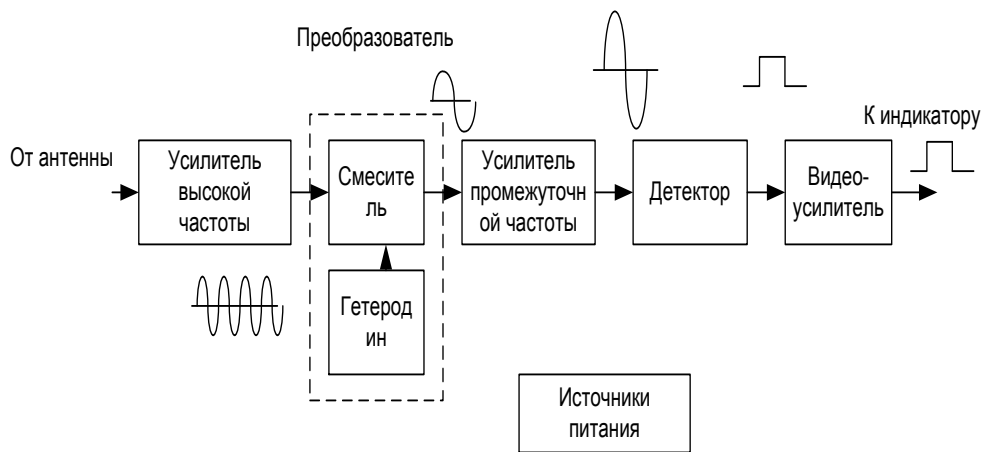 Преобразователь
К индикатору
От антенны
Усилитель
высокой
частоты
Смесите
ль
Усилитель
промежуточн
ой частоты
Детектор
Видео-
усилитель
Гетерод
ин
Источники
питания